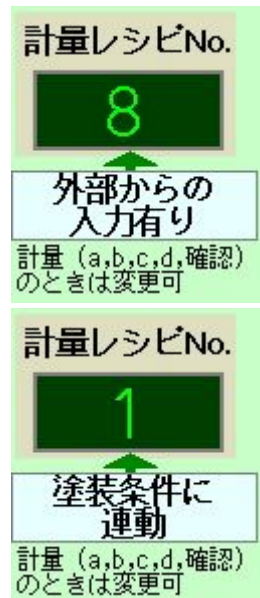 計量レシピNo.
8
外部からの
入力有り
計量（a,b,c,d,確認）
のときは変更可
計量レシピNo.
1
塗装条件に
連動
計量（a,b,c,d,確認）
のときは変更可